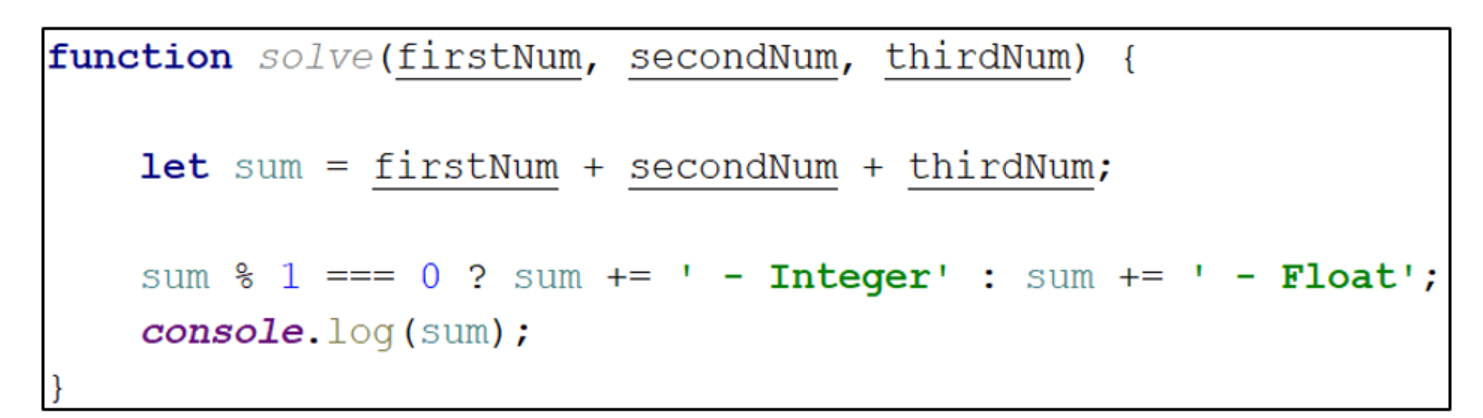 function solve(firstNum, secondNum, thirdNum) {
let sum = firstNum + secondNum + thirdNum;
sum % 1 === 0 ? sum += ' - Integer' : sum += ' - Float';
console.log(sum);
}